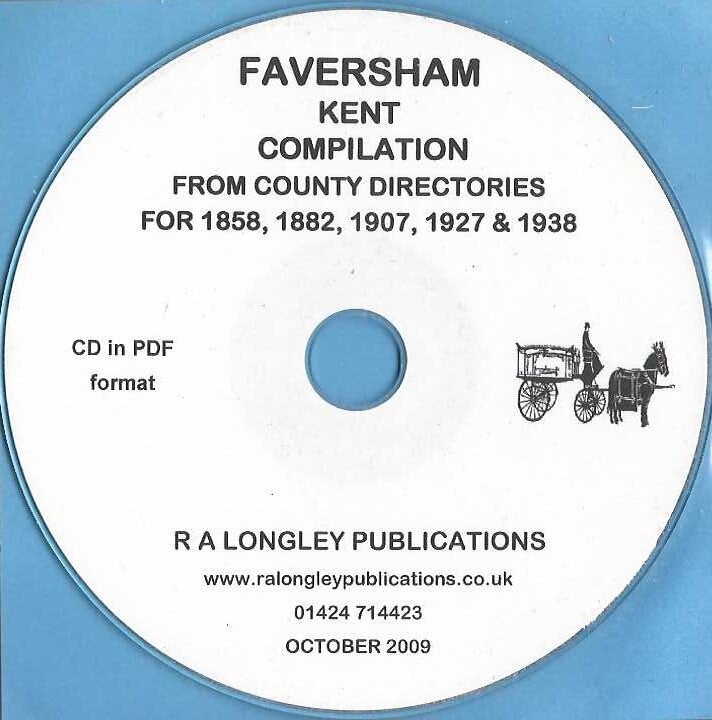 FAVERSHAM
KENT
COMPILATION
FROM COUNTY DIRECTORIES
FOR 1858, 1882, 1907, 1927 & 1938
CD in PDF
format
R A LONGLEY PUBLICATIONS
www.ralongleypublications.co.uk
01424 714423
OCTOBER 2009